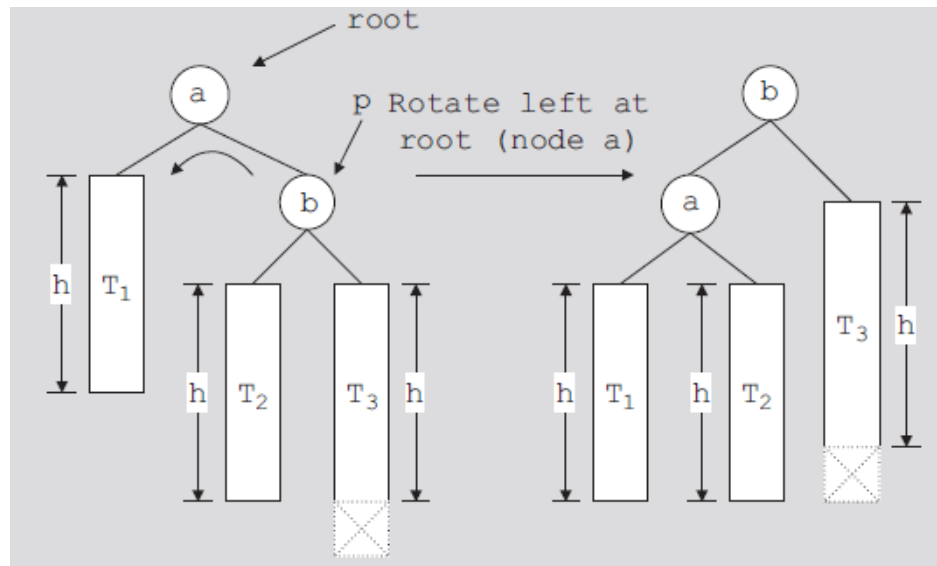 root
a
b
p Rotate left at
root (node a)
b
a
h
T₁
h
T₂
T₃
h
h
T₁
h
T₂
T₃
h